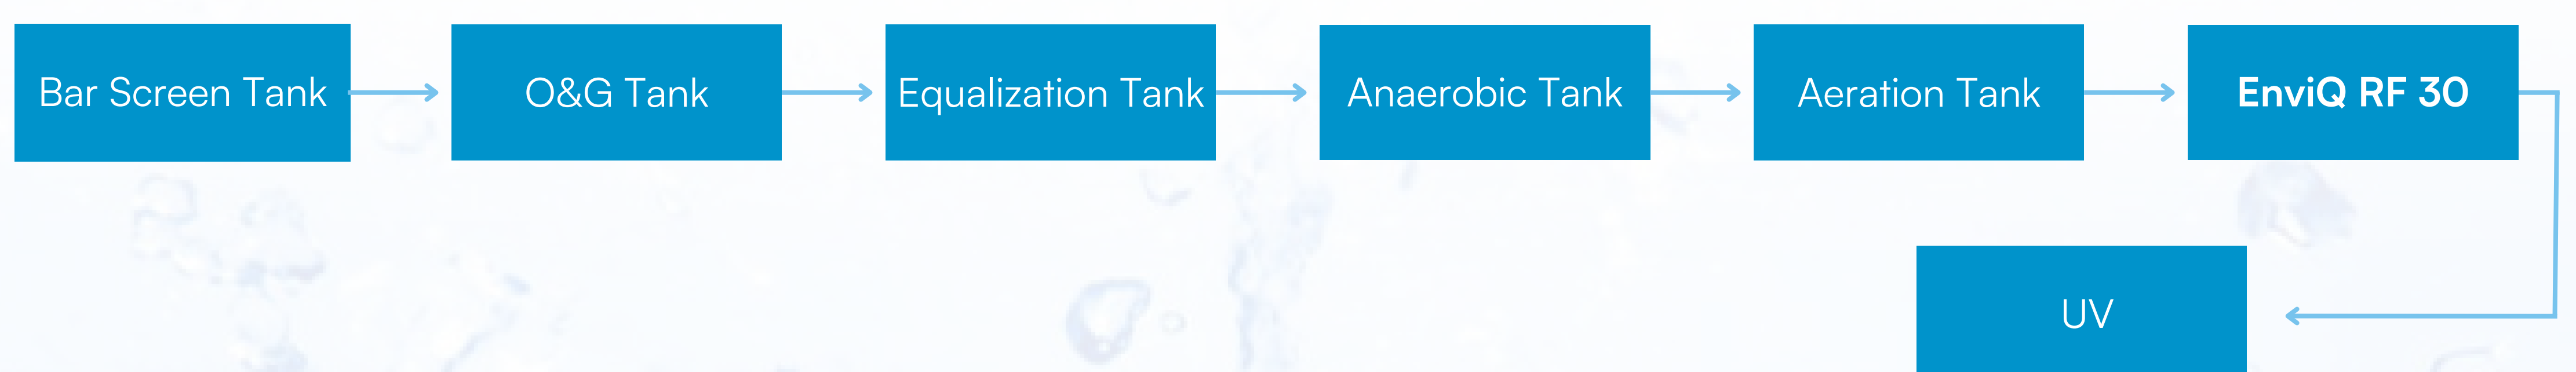 Bar Screen Tank
O&G Tank
Equalization Tank
Anaerobic Tank
Aeration Tank
EnviQ RF 30
UV